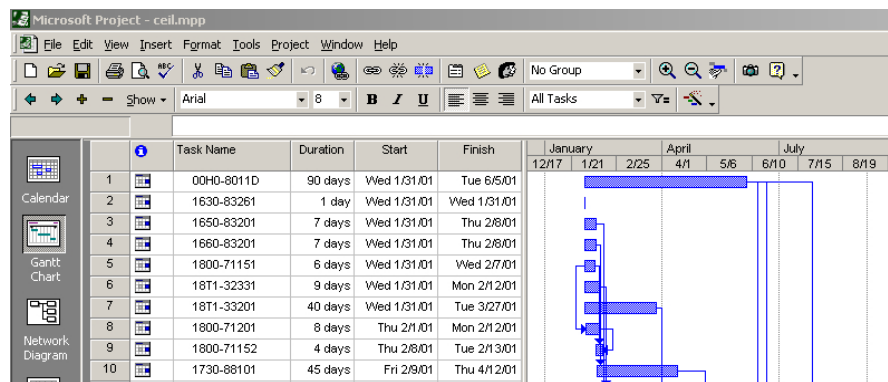 Microsoft Project - ceil.mpp
File Edit View Insert Format Tools Project Window Help
ABC No Group
Show Arial 8 B I U All Tasks
Task Name Duration Start Finish January April July
12/17 1/21 2/25 4/1 5/6 6/10 7/15 8/19
1 00H0-8011D 90 days Wed 1/31/01 Tue 6/5/01
2 1630-83261 1 day Wed 1/31/01 Wed 1/31/01
3 1650-83201 7 days Wed 1/31/01 Thu 2/8/01
4 1660-83201 7 days Wed 1/31/01 Thu 2/8/01
5 1800-71151 6 days Wed 1/31/01 Wed 2/7/01
6 18T1-32331 9 days Wed 1/31/01 Mon 2/12/01
7 18T1-33201 40 days Wed 1/31/01 Tue 3/27/01
8 1800-71201 8 days Thu 2/1/01 Mon 2/12/01
9 1800-71152 4 days Thu 2/8/01 Tue 2/13/01
10 1730-88101 45 days Fri 2/9/01 Thu 4/12/01
Calendar
Gantt
Chart
Network
Diagram